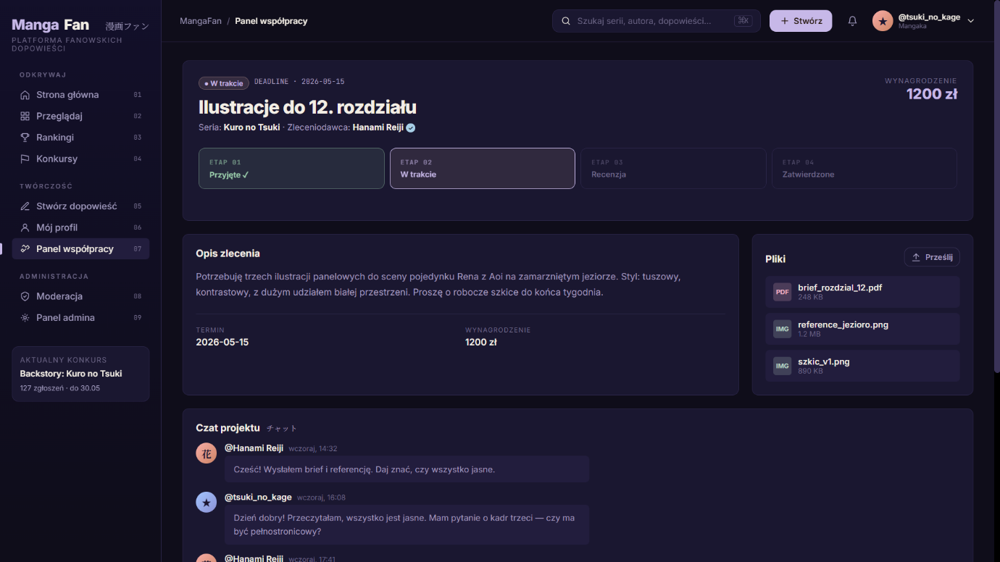 Manga Fan 漫画ファン
PLATFORMA FANOWSKICH
DOPOWIEŚCI
ODKRYWAJ
Strona główna 01
Przeglądaj 02
Rankingi 03
Konkursy 04
TWÓRCZOŚĆ
Stwórz dopowieść 05
Mój profil 06
Panel współpracy 07
ADMINISTRACJA
Moderacja 08
Panel admina 09
AKTUALNY KONKURS
Backstory: Kuro no Tsuki
127 zgłoszeń · do 30.05
MangaFan / Panel współpracy
Szukaj serii, autora, dopowieści... ⌘K
+ Stwórz
@tsuki_no_kage
Mangaka
● W trakcie DEADLINE · 2026-05-15
Ilustracje do 12. rozdziału
Seria: Kuro no Tsuki · Zleceniodawca: Hanami Reiji
WYNAGRODZENIE
1200 zł
ETAP 01
Przyjęte ✓
ETAP 02
W trakcie
ETAP 03
Recenzja
ETAP 04
Zatwierdzone
Opis zlecenia
Potrzebuję trzech ilustracji panelowych do sceny pojedynku Rena z Aoi na zamarzniętym jeziorze. Styl: tuszowy,
kontrastowy, z dużym udziałem białej przestrzeni. Proszę o robocze szkice do końca tygodnia.
TERMIN
2026-05-15
WYNAGRODZENIE
1200 zł
Pliki
Prześlij
PDF
brief_rozdzial_12.pdf
248 KB
IMG
reference_jezioro.png
1.2 MB
IMG
szkic_v1.png
890 KB
Czat projektu チャット
花
@Hanami Reiji wczoraj, 14:32
Cześć! Wysłałem brief i referencję. Daj znać, czy wszystko jasne.
@tsuki_no_kage wczoraj, 16:08
Dzień dobry! Przeczytałam, wszystko jest jasne. Mam pytanie o kadr trzeci — czy ma
być pełnostronicowy?
@Hanami Reiji wczoraj, 17:41